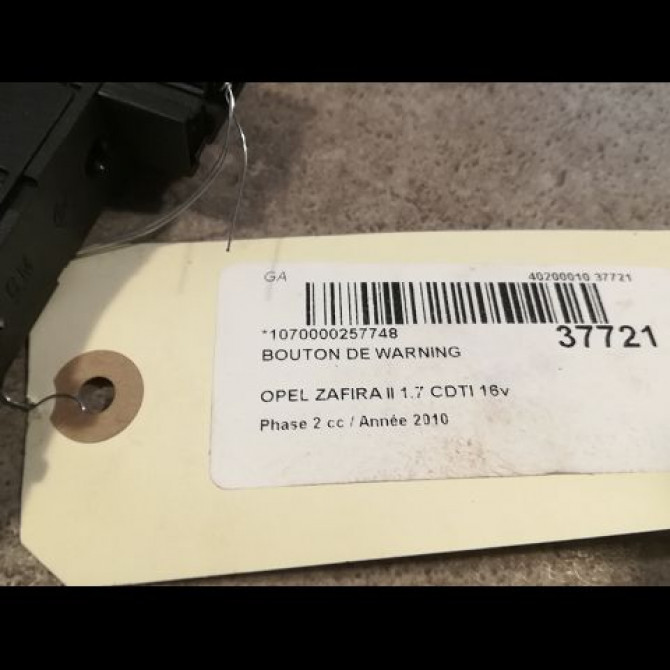 GA
40200010 37721
*1070000257748
37721
BOUTON DE WARNING
OPEL ZAFIRA II 1.7 CDTI 16v
Phase 2 cc / Année 2010